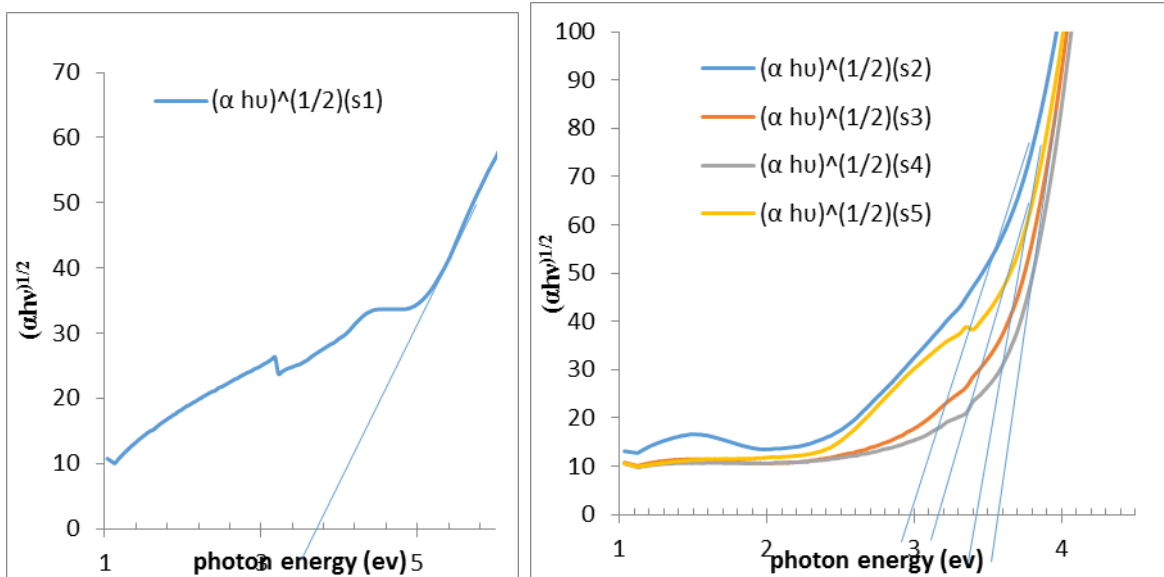 70
60
50
40
30
20
10
0
(αhν)1/2
(α hυ)^(1/2)(s1)
1
3
5
photon energy (ev)
100
90
80
70
60
50
40
30
20
10
0
(αhν)1/2
(α hυ)^(1/2)(s2)
(α hυ)^(1/2)(s3)
(α hυ)^(1/2)(s4)
(α hυ)^(1/2)(s5)
1
2
3
4
photon energy (ev)